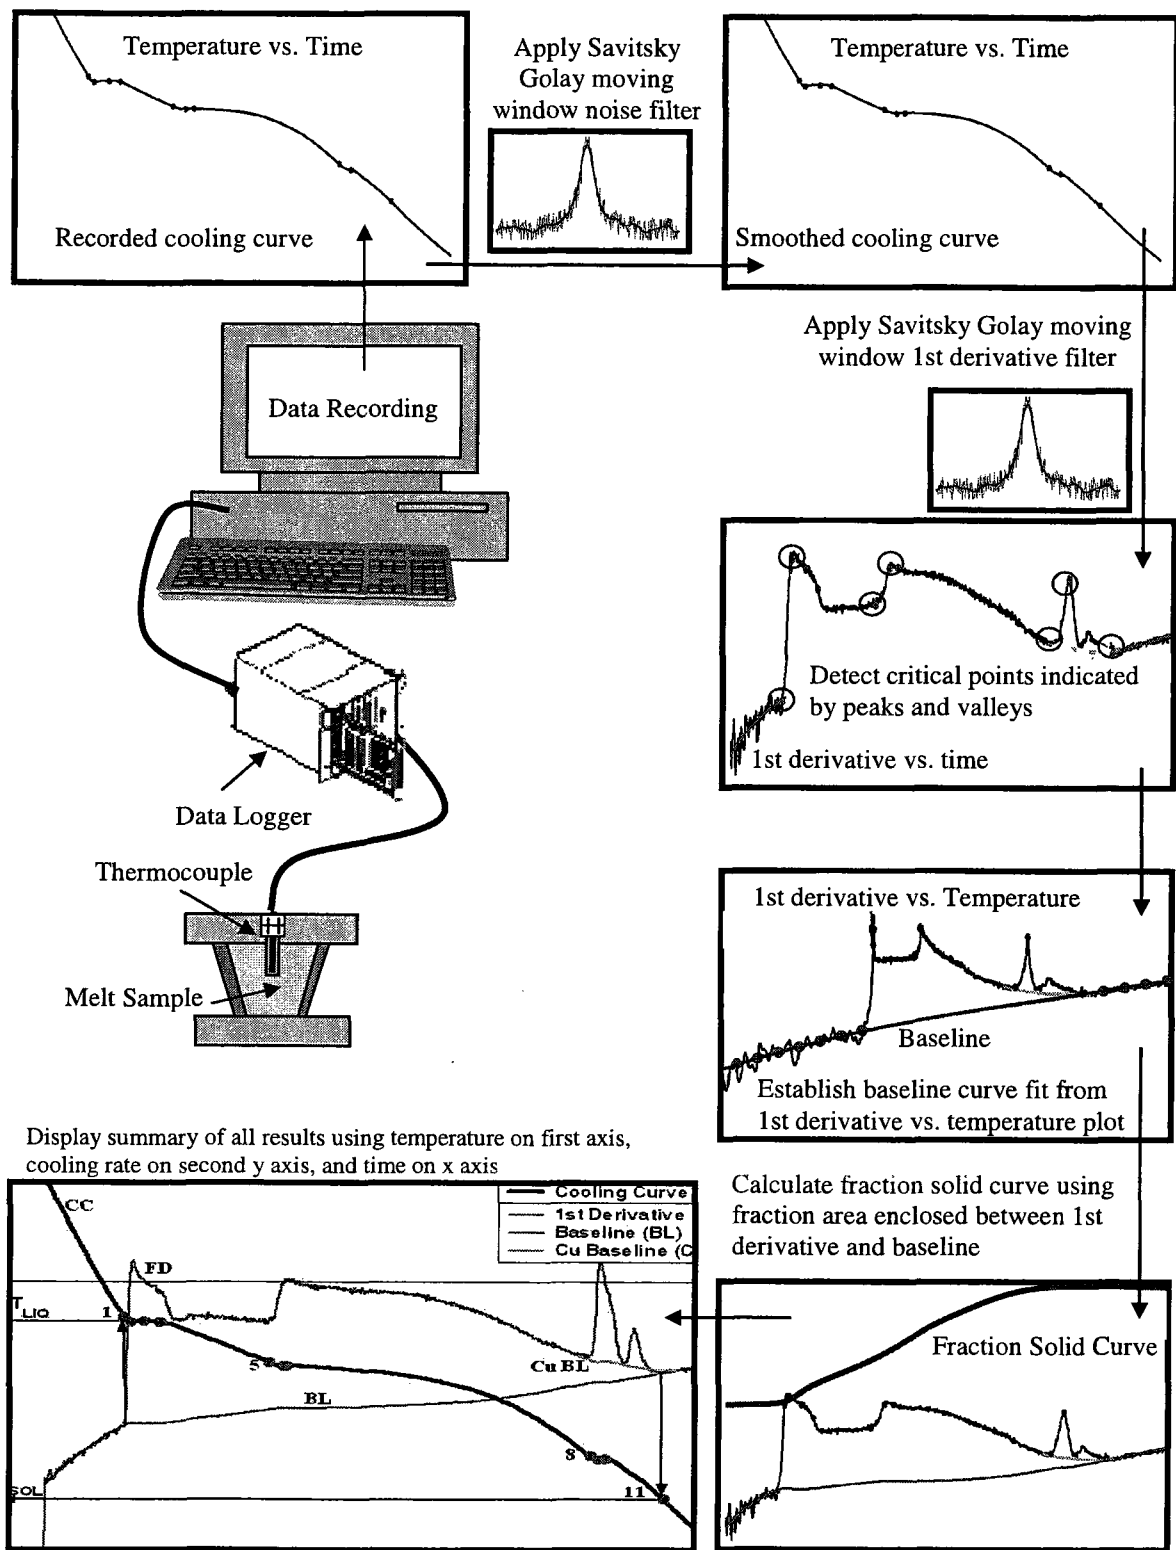 Temperature vs. Time
Recorded cooling curve
Apply Savitsky
Golay moving
window noise filter
Temperature vs. Time
Smoothed cooling curve
Apply Savitsky Golay moving
window 1st derivative filter
Data Recording
Data Logger
Thermocouple
Melt Sample
Detect critical points indicated
by peaks and valleys
1st derivative vs. time
1st derivative vs. Temperature
Baseline
Establish baseline curve fit from
1st derivative vs. temperature plot
Calculate fraction solid curve using
fraction area enclosed between 1st
derivative and baseline
Fraction Solid Curve
Display summary of all results using temperature on first axis,
cooling rate on second y axis, and time on x axis
Cooling Curve
1st Derivative
Baseline (BL)
Cu Baseline (C
CC
FD
TLIQ
1
5
Cu BL
BL
8
SOL
11